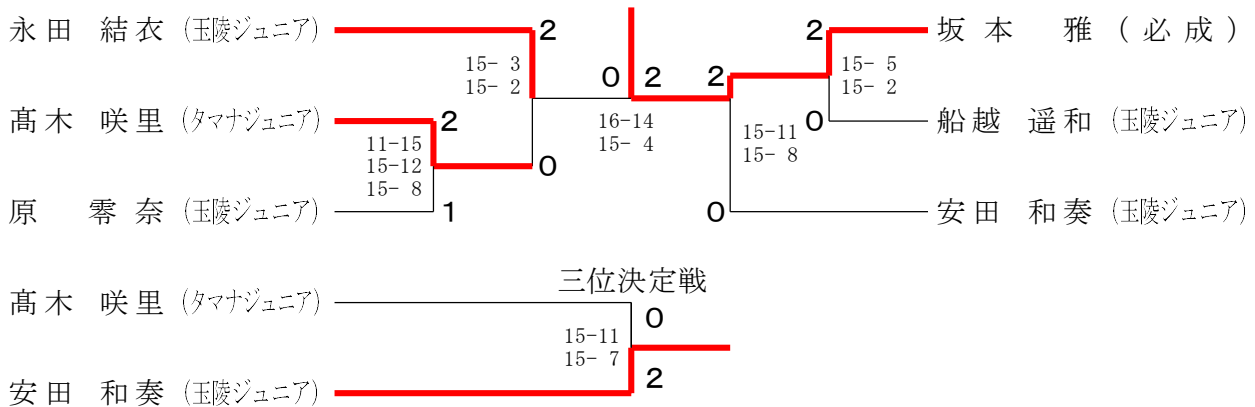 永田 結衣 (玉陵ジュニア) 2 2 坂本 雅 (必成)
15- 3 0 2 2 15- 5
15- 2 15- 2
髙木 咲里 (タマナジュニア) 2 16-14 15-11 0 船越 遥和 (玉陵ジュニア)
11-15 15- 4 15- 8
15-12 0
15- 8
原 零奈 (玉陵ジュニア) 1 0 安田 和奏 (玉陵ジュニア)
三位決定戦
髙木 咲里 (タマナジュニア) 0
15-11
15- 7
安田 和奏 (玉陵ジュニア) 2